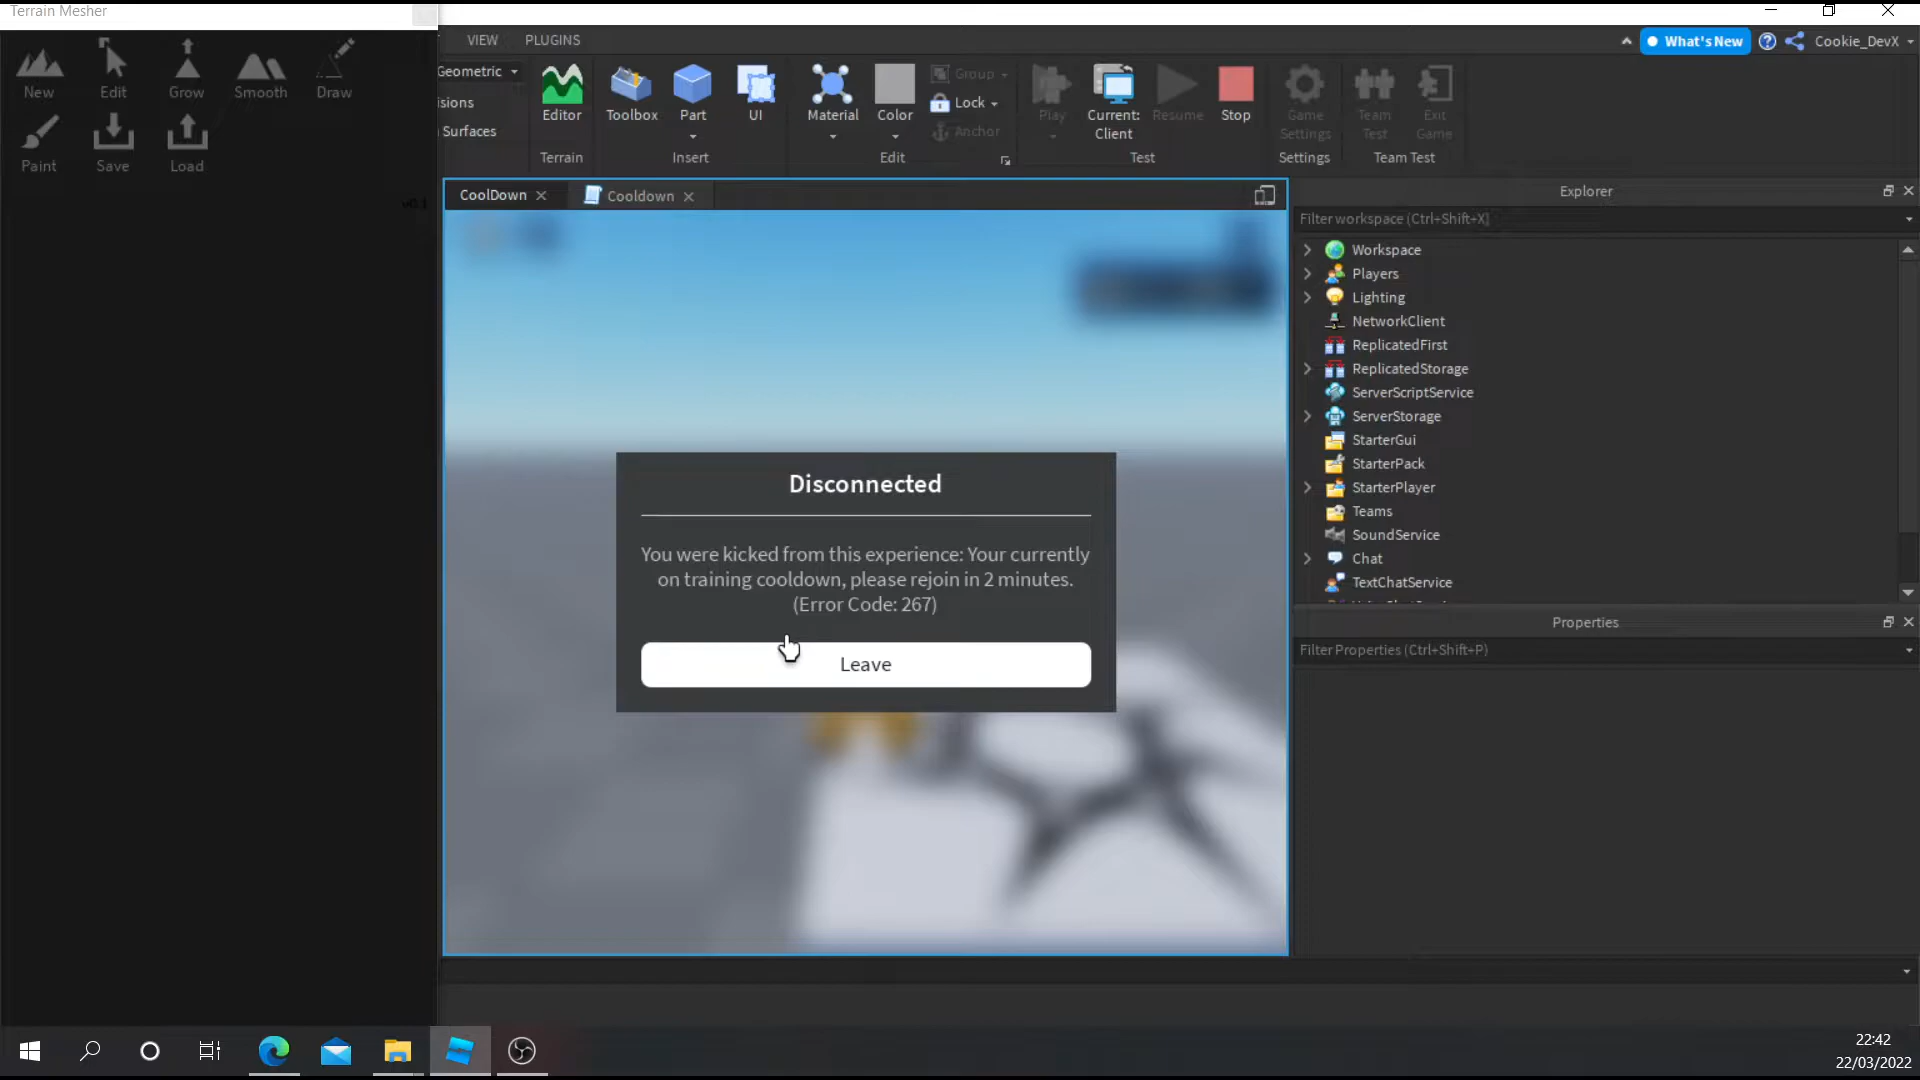 Terrain Mesher
New
Edit
Grow
Smooth
Draw
Paint
Save
Load
VIEW
PLUGINS
What's New
Cookie_DevX
Geometric
isions
Surfaces
Editor
Toolbox
Part
UI
Material
Color
Group
Lock
Anchor
Play
Current:
Client
Resume
Stop
Game
Settings
Team
Test
Exit
Game
Terrain
Insert
Edit
Test
Settings
Team Test
CoolDown
Cooldown
Explorer
Filter workspace (Ctrl+Shift+X)
Workspace
Players
Lighting
NetworkClient
ReplicatedFirst
ReplicatedStorage
ServerScriptService
ServerStorage
StarterGui
StarterPack
StarterPlayer
Teams
SoundService
Chat
TextChatService
Properties
Filter Properties (Ctrl+Shift+P)
Disconnected
You were kicked from this experience: Your currently
on training cooldown, please rejoin in 2 minutes.
(Error Code: 267)
Leave
22:42
22/03/2022